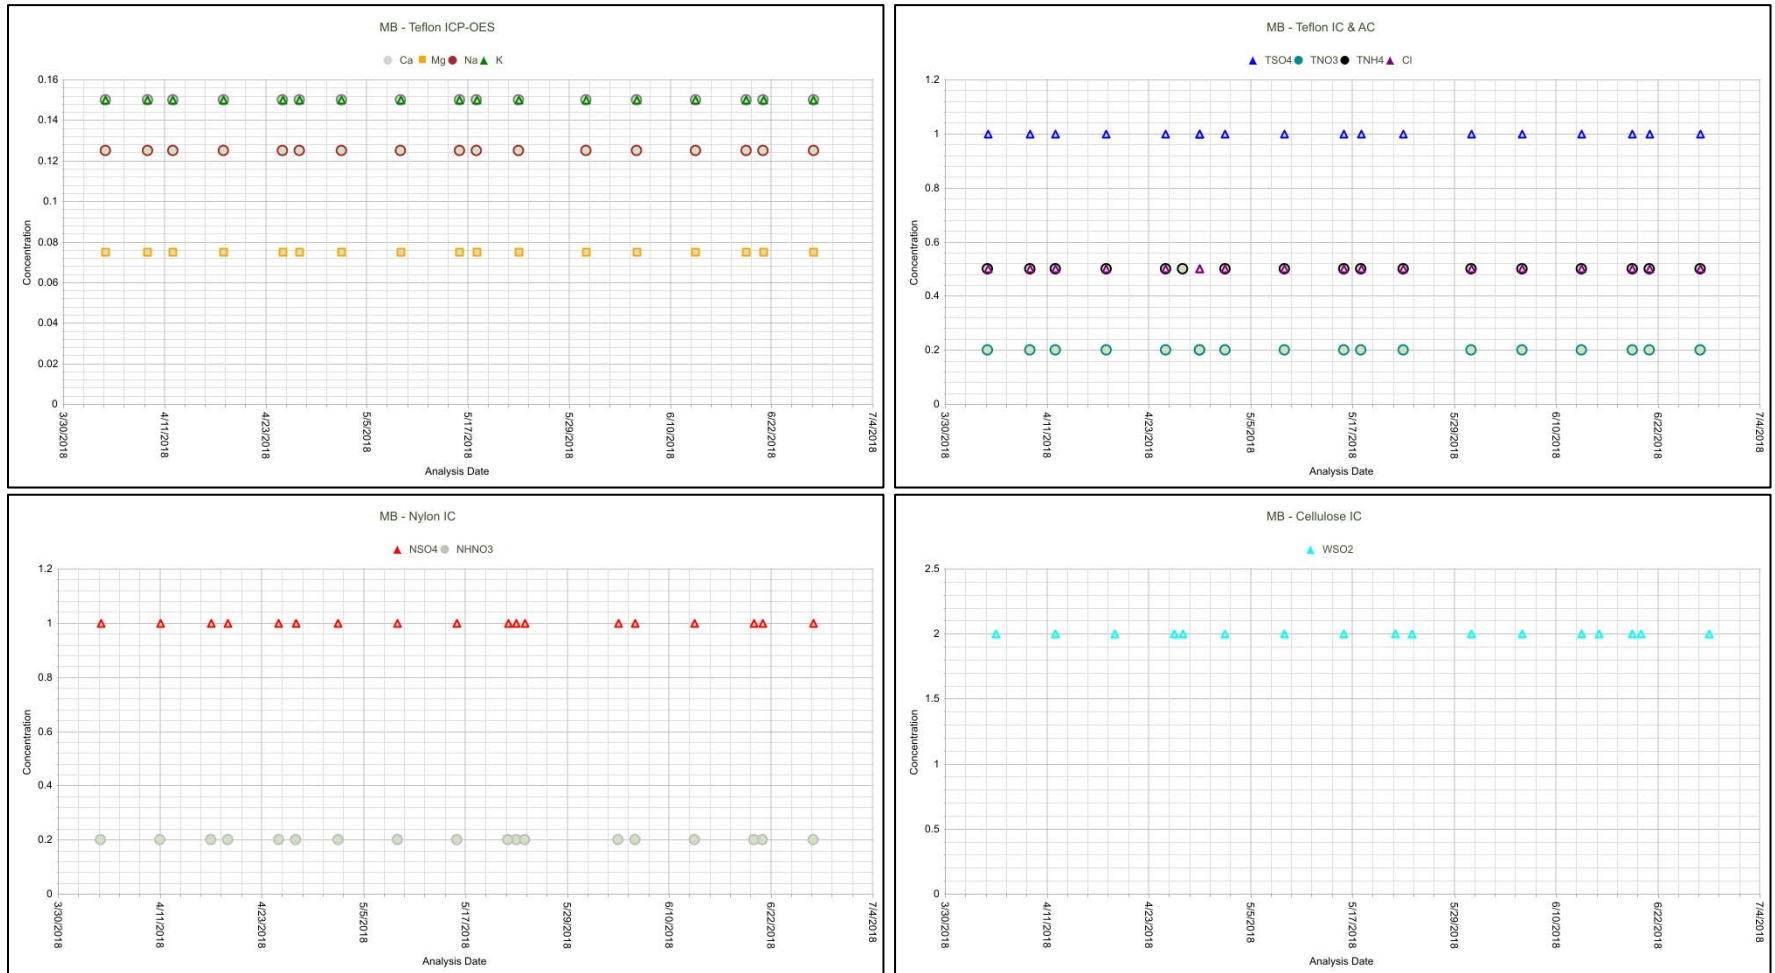 MB - Teflon ICP-OES
Ca Mg Na K
0.16
0.14
0.12
0.1
0.08
0.06
0.04
0.02
0
Concentration
3/30/2018 4/11/2018 4/23/2018 5/5/2018 5/17/2018 5/29/2018 6/10/2018 6/22/2018 7/4/2018
Analysis Date
MB - Teflon IC & AC
TSO4 TNO3 TNH4 Cl
1.2
1
0.8
0.6
0.4
0.2
0
Concentration
3/30/2018 4/11/2018 4/23/2018 5/5/2018 5/17/2018 5/29/2018 6/10/2018 6/22/2018 7/4/2018
Analysis Date
MB - Nylon IC
NSO4 NHNO3
1.2
1
0.8
0.6
0.4
0.2
0
Concentration
3/30/2018 4/11/2018 4/23/2018 5/5/2018 5/17/2018 5/29/2018 6/10/2018 6/22/2018 7/4/2018
Analysis Date
MB - Cellulose IC
WSO2
2.5
2
1.5
1
0.5
0
Concentration
3/30/2018 4/11/2018 4/23/2018 5/5/2018 5/17/2018 5/29/2018 6/10/2018 6/22/2018 7/4/2018
Analysis Date